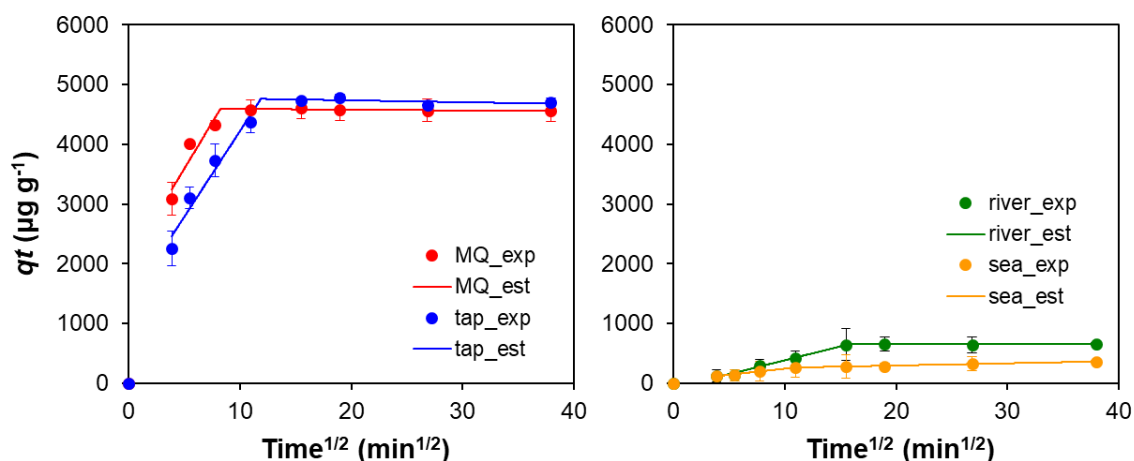 6000
5000
4000
3000
2000
1000
0
qt (µg g⁻¹)
MQ_exp
MQ_est
tap_exp
tap_est
0 10 20 30 40
Time¹/² (min¹/²)
6000
5000
4000
3000
2000
1000
0
river_exp
river_est
sea_exp
sea_est
0 10 20 30 40
Time¹/² (min¹/²)